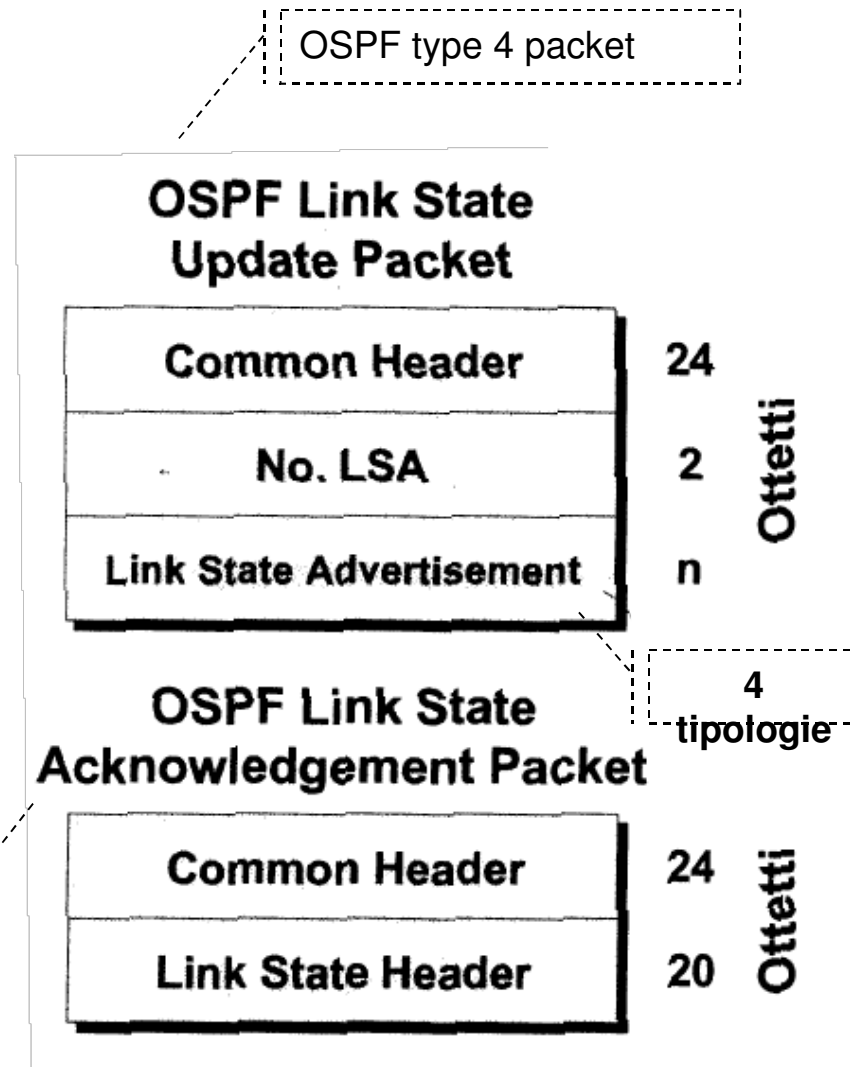 OSPF type 4 packet
OSPF Link State
Update Packet
Common Header 24
No. LSA 2
Link State Advertisement n
Ottetti
4
tipologie
OSPF Link State
Acknowledgement Packet
Common Header 24
Link State Header 20
Ottetti